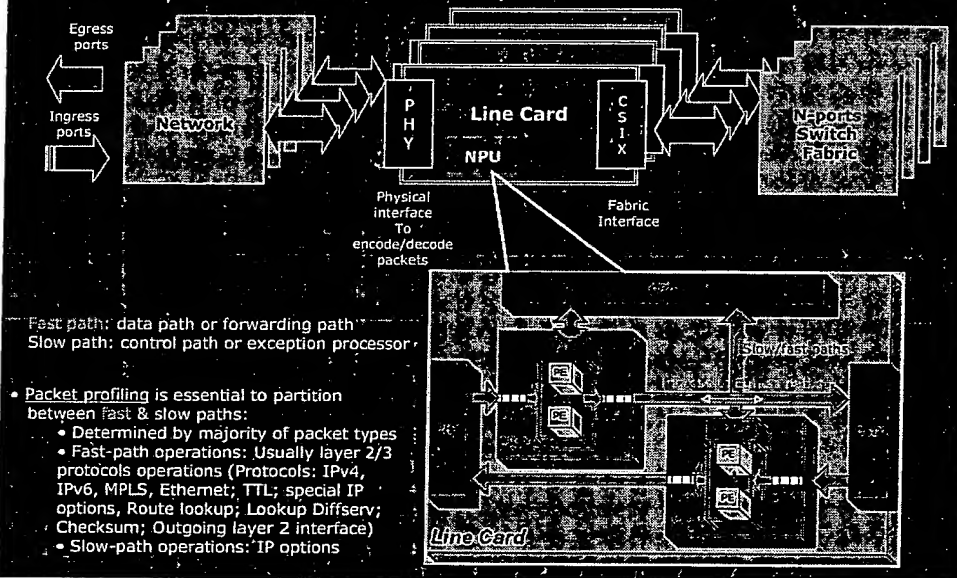 Egress
ports
Ingress
ports
Network
P
H
Y
Line Card
NPU
C
S
I
X
N-ports
Switch
Fabric
Physical
interface
To
encode/decode
packets
Fabric
Interface
Fast path: data path or forwarding path
Slow path: control path or exception processor
• Packet profiling is essential to partition
between fast & slow paths:
• Determined by majority of packet types
• Fast-path operations: Usually layer 2/3
protocols operations (Protocols: IPv4,
IPv6, MPLS, Ethernet; TTL; special IP
options, Route lookup; Lookup Diffserv;
Checksum; Outgoing layer 2 interface)
• Slow-path operations: IP options
Slow/fast paths
PE
PE
PE
PE
Line Card